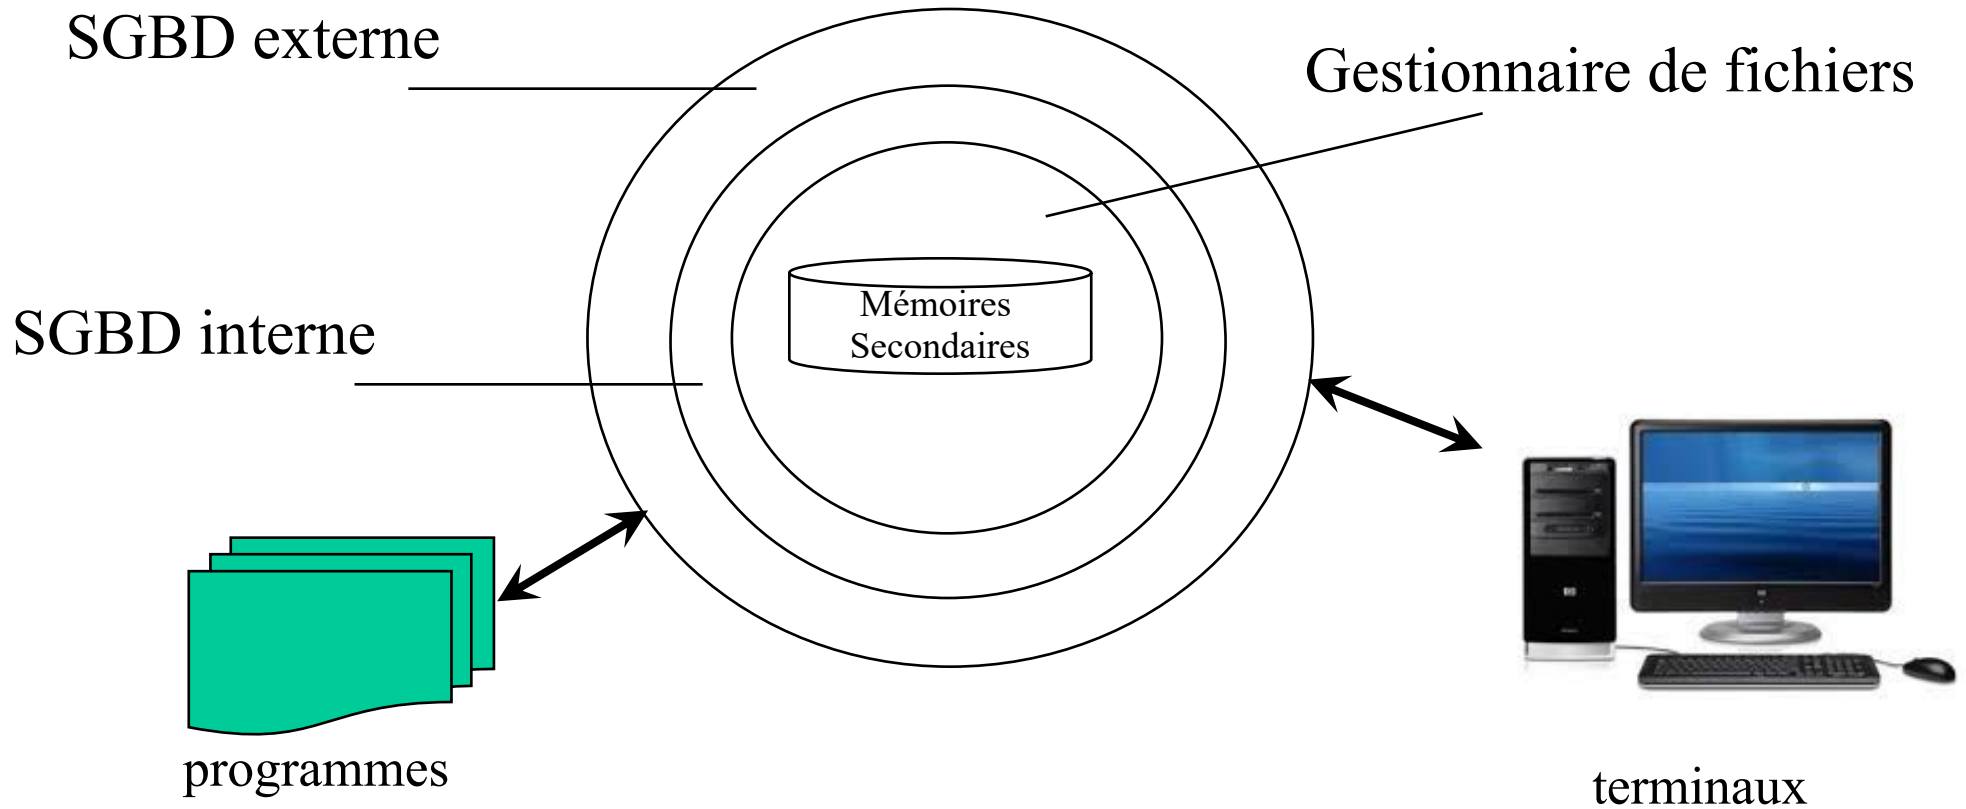 SGBD externe
Gestionnaire de fichiers
Mémoires
Secondaires
SGBD interne
programmes
terminaux